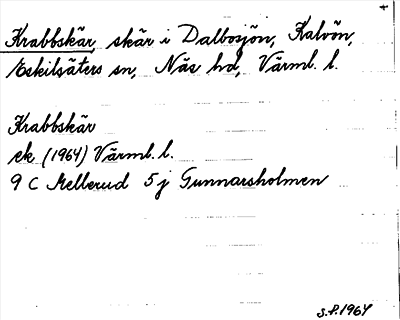 Krabbskär, skär i Dalbosjön, Kalvön,
Eskilsäters sn, Näs hd, Värml. l.
Krabbskär
ek (1964) Värml. l.
9 C Mellerud 5 j Gunnarsholmen
S.P. 1964